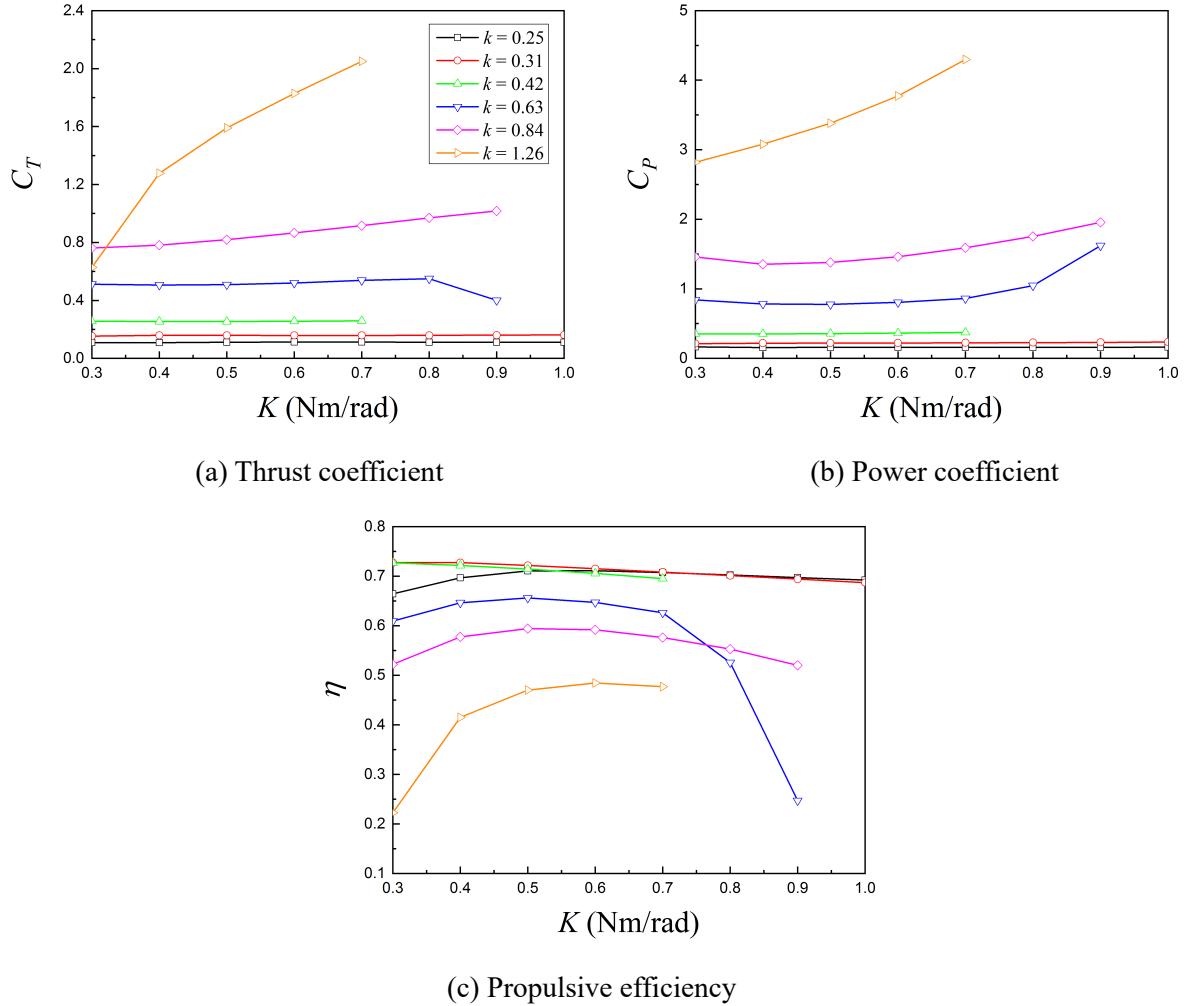 2.4
2.0
1.6
1.2
0.8
0.4
0.0
C_T
k = 0.25
k = 0.31
k = 0.42
k = 0.63
k = 0.84
k = 1.26
0.3 0.4 0.5 0.6 0.7 0.8 0.9 1.0
K (Nm/rad)
(a) Thrust coefficient
5
4
3
2
1
0
C_P
0.3 0.4 0.5 0.6 0.7 0.8 0.9 1.0
K (Nm/rad)
(b) Power coefficient
0.8
0.7
0.6
0.5
0.4
0.3
0.2
0.1
η
0.3 0.4 0.5 0.6 0.7 0.8 0.9 1.0
K (Nm/rad)
(c) Propulsive efficiency